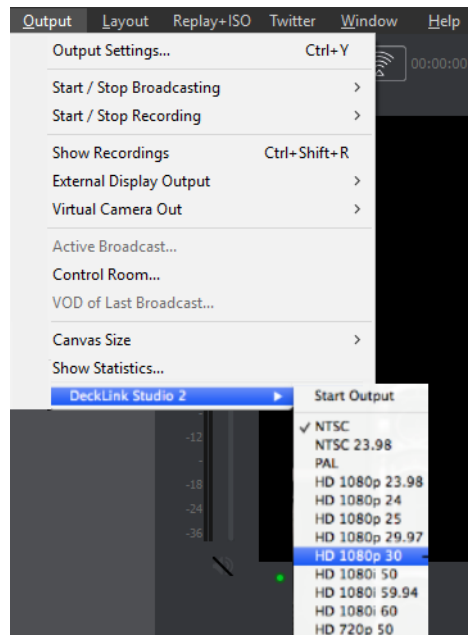 Output Layout Replay+ISO Twitter Window Help
Output Settings... Ctrl+Y
00:00:00
Start / Stop Broadcasting >
Start / Stop Recording >
Show Recordings Ctrl+Shift+R
External Display Output >
Virtual Camera Out >
Active Broadcast...
Control Room...
VOD of Last Broadcast...
Canvas Size >
Show Statistics...
DeckLink Studio 2
Start Output
✓ NTSC
NTSC 23.98
PAL
HD 1080p 23.98
HD 1080p 24
HD 1080p 25
HD 1080p 29.97
HD 1080p 30
HD 1080i 50
HD 1080i 59.94
HD 1080i 60
HD 720p 50
-12
-18
-24
-36